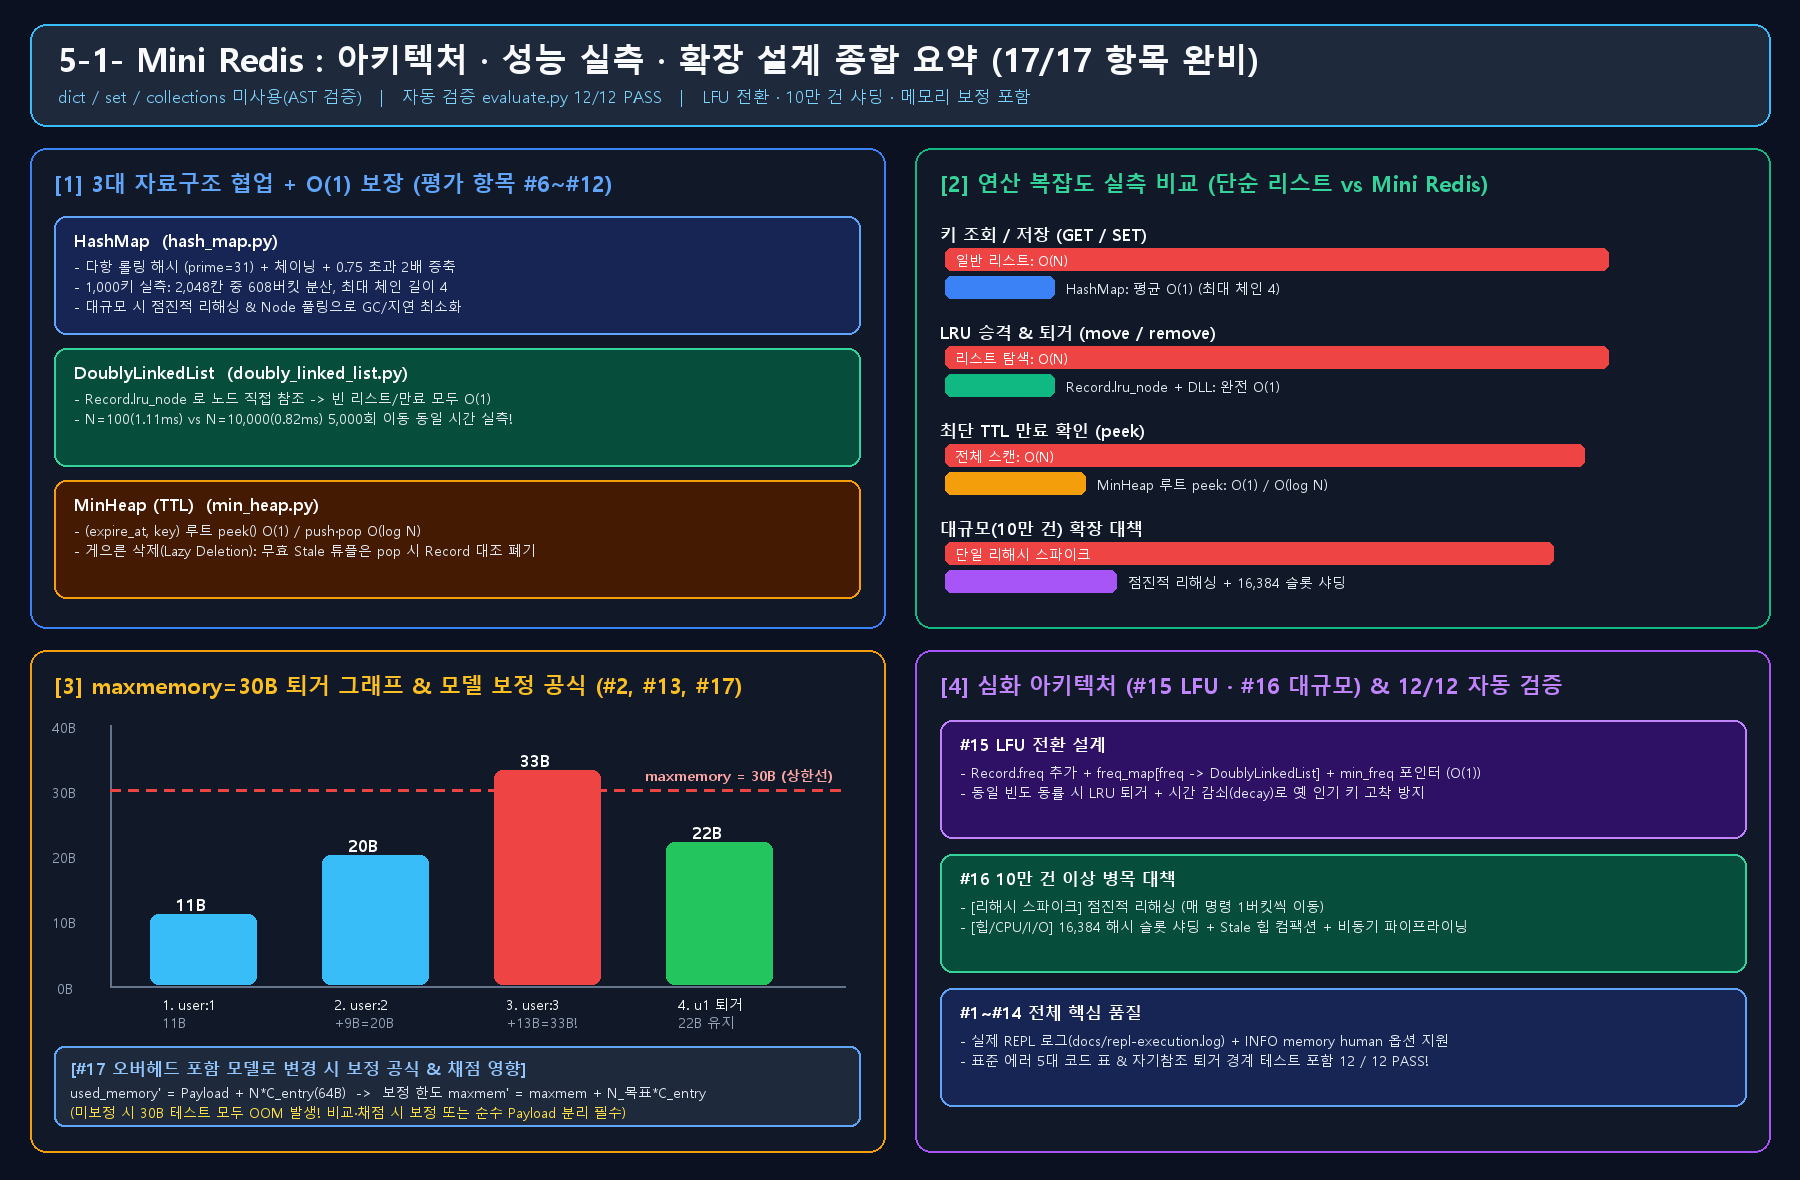 5-1- Mini Redis : 아키텍처 · 성능 실측 · 확장 설계 종합 요약 (17/17 항목 완비)
dict / set / collections 미사용(AST 검증) | 자동 검증 evaluate.py 12/12 PASS | LFU 전환 · 10만 건 샤딩 · 메모리 보정 포함
[1] 3대 자료구조 협업 + O(1) 보장 (평가 항목 #6~#12)
HashMap (hash_map.py)
- 다항 롤링 해시 (prime=31) + 체이닝 + 0.75 초과 2배 증축
- 1,000키 실측: 2,048칸 중 608버킷 분산, 최대 체인 길이 4
- 대규모 시 점진적 리해싱 & Node 풀링으로 GC/지연 최소화
DoublyLinkedList (doubly_linked_list.py)
- Record.lru_node 로 노드 직접 참조 -> 빈 리스트/만료 모두 O(1)
- N=100(1.11ms) vs N=10,000(0.82ms) 5,000회 이동 동일 시간 실측!
MinHeap (TTL) (min_heap.py)
- (expire_at, key) 루트 peek() O(1) / push·pop O(log N)
- 게으른 삭제(Lazy Deletion): 무효 Stale 튜플은 pop 시 Record 대조 폐기
[2] 연산 복잡도 실측 비교 (단순 리스트 vs Mini Redis)
키 조회 / 저장 (GET / SET)
일반 리스트: O(N)
HashMap: 평균 O(1) (최대 체인 4)
LRU 승격 & 퇴거 (move / remove)
리스트 탐색: O(N)
Record.lru_node + DLL: 완전 O(1)
최단 TTL 만료 확인 (peek)
전체 스캔: O(N)
MinHeap 루트 peek: O(1) / O(log N)
대규모(10만 건) 확장 대책
단일 리해시 스파이크
점진적 리해싱 + 16,384 슬롯 샤딩
[3] maxmemory=30B 퇴거 그래프 & 모델 보정 공식 (#2, #13, #17)
40B
30B
20B
10B
0B
maxmemory = 30B (상한선)
11B
20B
33B
22B
1. user:1
11B
2. user:2
+9B=20B
3. user:3
+13B=33B!
4. u1 퇴거
22B 유지
[#17 오버헤드 포함 모델로 변경 시 보정 공식 & 채점 영향]
used_memory' = Payload + N*C_entry(64B) -> 보정 한도 maxmem' = maxmem + N_목표*C_entry
(미보정 시 30B 테스트 모두 OOM 발생! 비교·채점 시 보정 또는 순수 Payload 분리 필수)
[4] 심화 아키텍처 (#15 LFU · #16 대규모) & 12/12 자동 검증
#15 LFU 전환 설계
- Record.freq 추가 + freq_map[freq -> DoublyLinkedList] + min_freq 포인터 (O(1))
- 동일 빈도 동률 시 LRU 퇴거 + 시간 감쇠(decay)로 옛 인기 키 고착 방지
#16 10만 건 이상 병목 대책
- [리해시 스파이크] 점진적 리해싱 (매 명령 1버킷씩 이동)
- [힙/CPU/I/O] 16,384 해시 슬롯 샤딩 + Stale 힙 컴팩션 + 비동기 파이프라이닝
#1~#14 전체 핵심 품질
- 실제 REPL 로그(docs/repl-execution.log) + INFO memory human 옵션 지원
- 표준 에러 5대 코드 표 & 자기참조 퇴거 경계 테스트 포함 12 / 12 PASS!